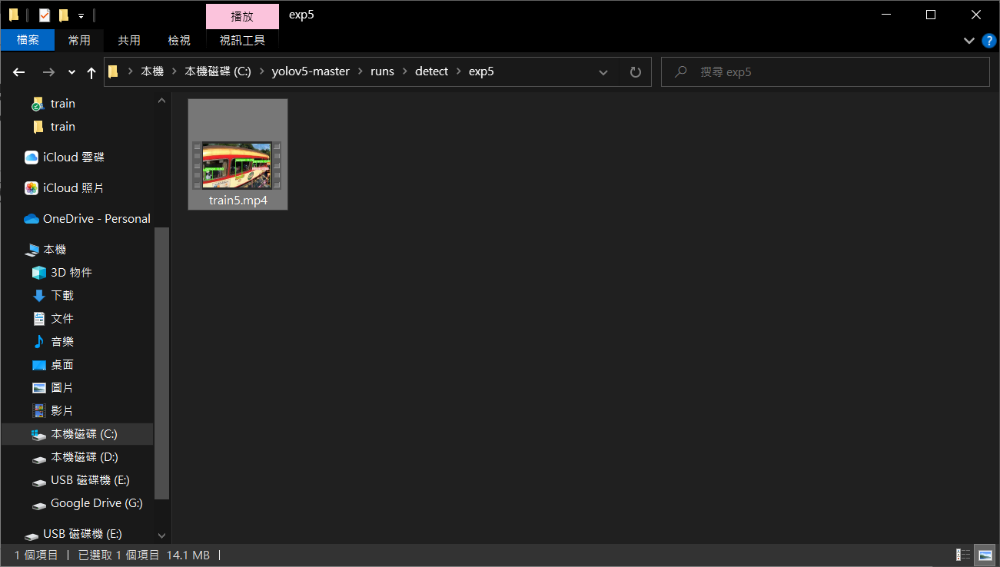 播放
exp5
檔案
常用
共用
檢視
視訊工具
本機 > 本機磁碟 (C:) > yolov5-master > runs > detect > exp5
搜尋 exp5
train
train
iCloud 雲碟
iCloud 照片
OneDrive - Personal
本機
3D 物件
下載
文件
音樂
桌面
圖片
影片
本機磁碟 (C:)
本機磁碟 (D:)
USB 磁碟機 (E:)
Google Drive (G:)
USB 磁碟機 (E:)
train5.mp4
1 個項目 | 已選取 1 個項目 14.1 MB |